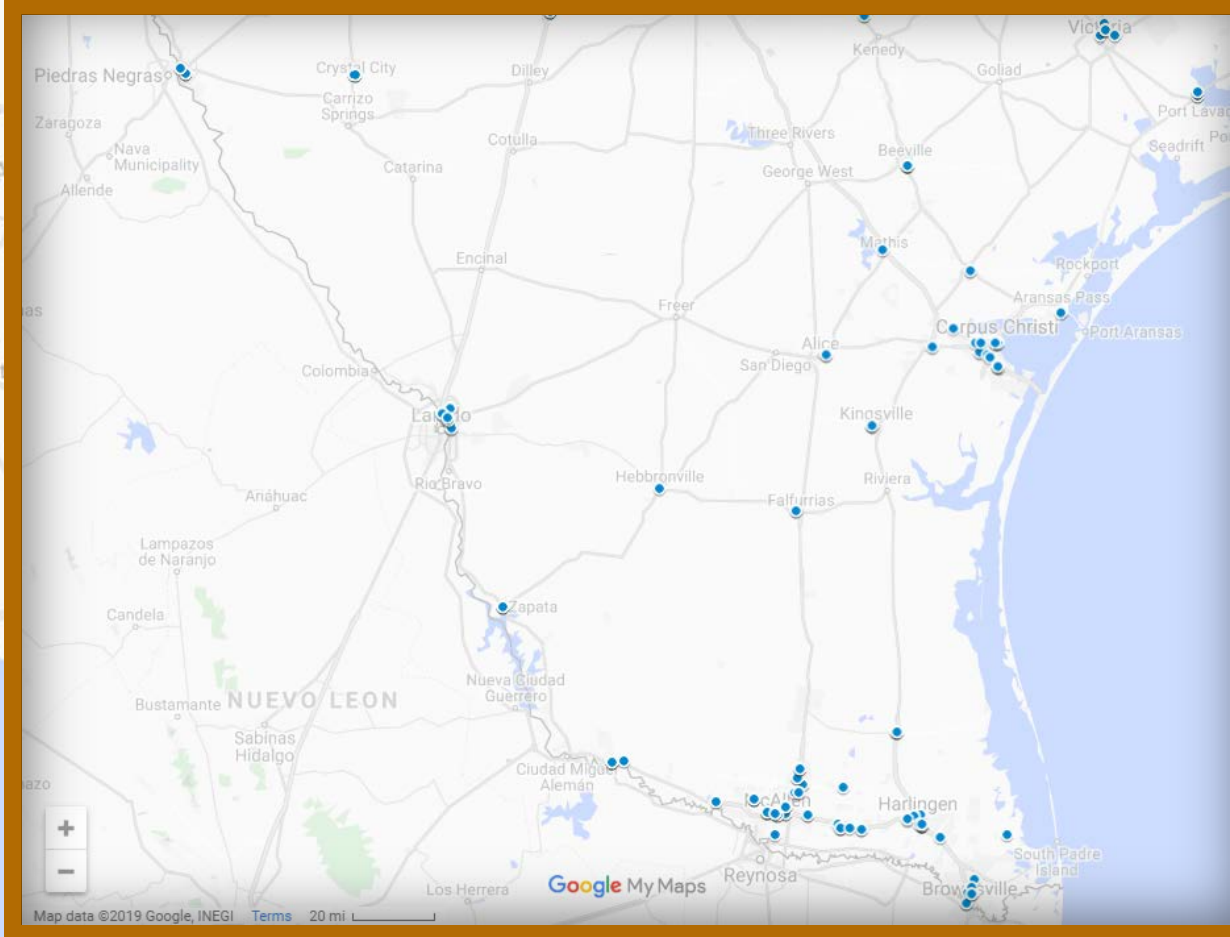 Victoria
Kenedy
Piedras Negras
Crystal City
Dilley
Goliad
Carrizo
Springs
Port Lavac
Zaragoza
Three Rivers
Cotulla
Nava
Municipality
Beeville
Seadrift
Po
Catarina
George West
Allende
Mathis
Encinal
Rockport
Freer
Aransas Pass
as
Corpus Christi
Port Aransas
Alice
San Diego
Colombia
Laredo
Kingsville
Hebbronville
Rio Bravo
Riviera
Anáhuac
Falfurrias
Lampazos
de Naranjo
Zapata
Candela
Nueva Ciudad
Guerrero
Bustamante
NUEVO LEON
Sabinas
Hidalgo
Ciudad Miguel
Alemán
azo
McAllen
Harlingen
+
−
South Padre
Island
Reynosa
Los Herrera
Google My Maps
Brownsville
Map data ©2019 Google, INEGI Terms 20 mi